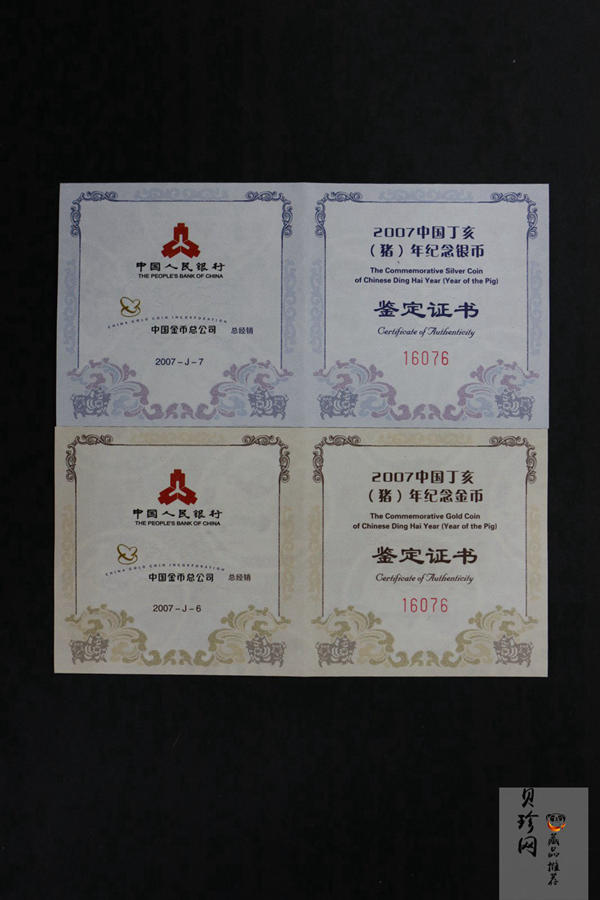 中国人民银行
THE PEOPLE'S BANK OF CHINA
CHINA GOLD COIN INCORPORATION
中国金币总公司 总经销
2007-J-7
2007中国丁亥
(猪)年纪念银币
The Commemorative Silver Coin
of Chinese Ding Hai Year (Year of the Pig)
鉴定证书
Certificate of Authenticity
16076
中国人民银行
THE PEOPLE'S BANK OF CHINA
CHINA GOLD COIN INCORPORATION
中国金币总公司 总经销
2007-J-6
2007中国丁亥
(猪)年纪念金币
The Commemorative Gold Coin
of Chinese Ding Hai Year (Year of the Pig)
鉴定证书
Certificate of Authenticity
16076
贝珍网
藏品推荐